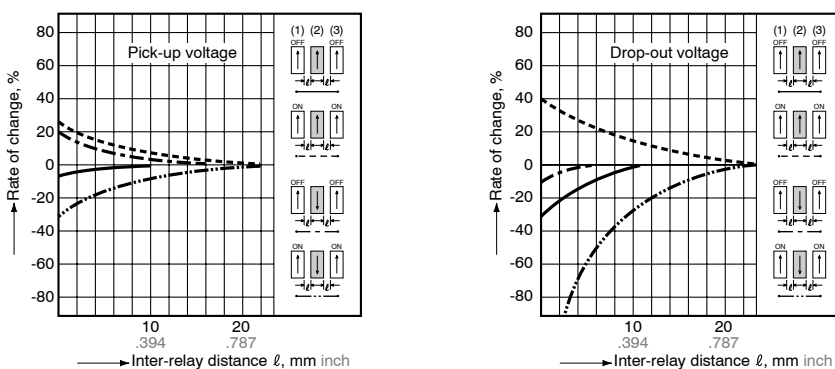 Pick-up voltage
Rate of change, %
80
60
40
20
0
-20
-40
-60
-80
10
.394
20
.787
Inter-relay distance ℓ, mm inch
(1) (2) (3)
OFF OFF
ℓ ℓ
ON ON
ℓ ℓ
OFF OFF
ℓ ℓ
ON ON
ℓ ℓ
Drop-out voltage
Rate of change, %
80
60
40
20
0
-20
-40
-60
-80
10
.394
20
.787
Inter-relay distance ℓ, mm inch
(1) (2) (3)
OFF OFF
ℓ ℓ
ON ON
ℓ ℓ
OFF OFF
ℓ ℓ
ON ON
ℓ ℓ